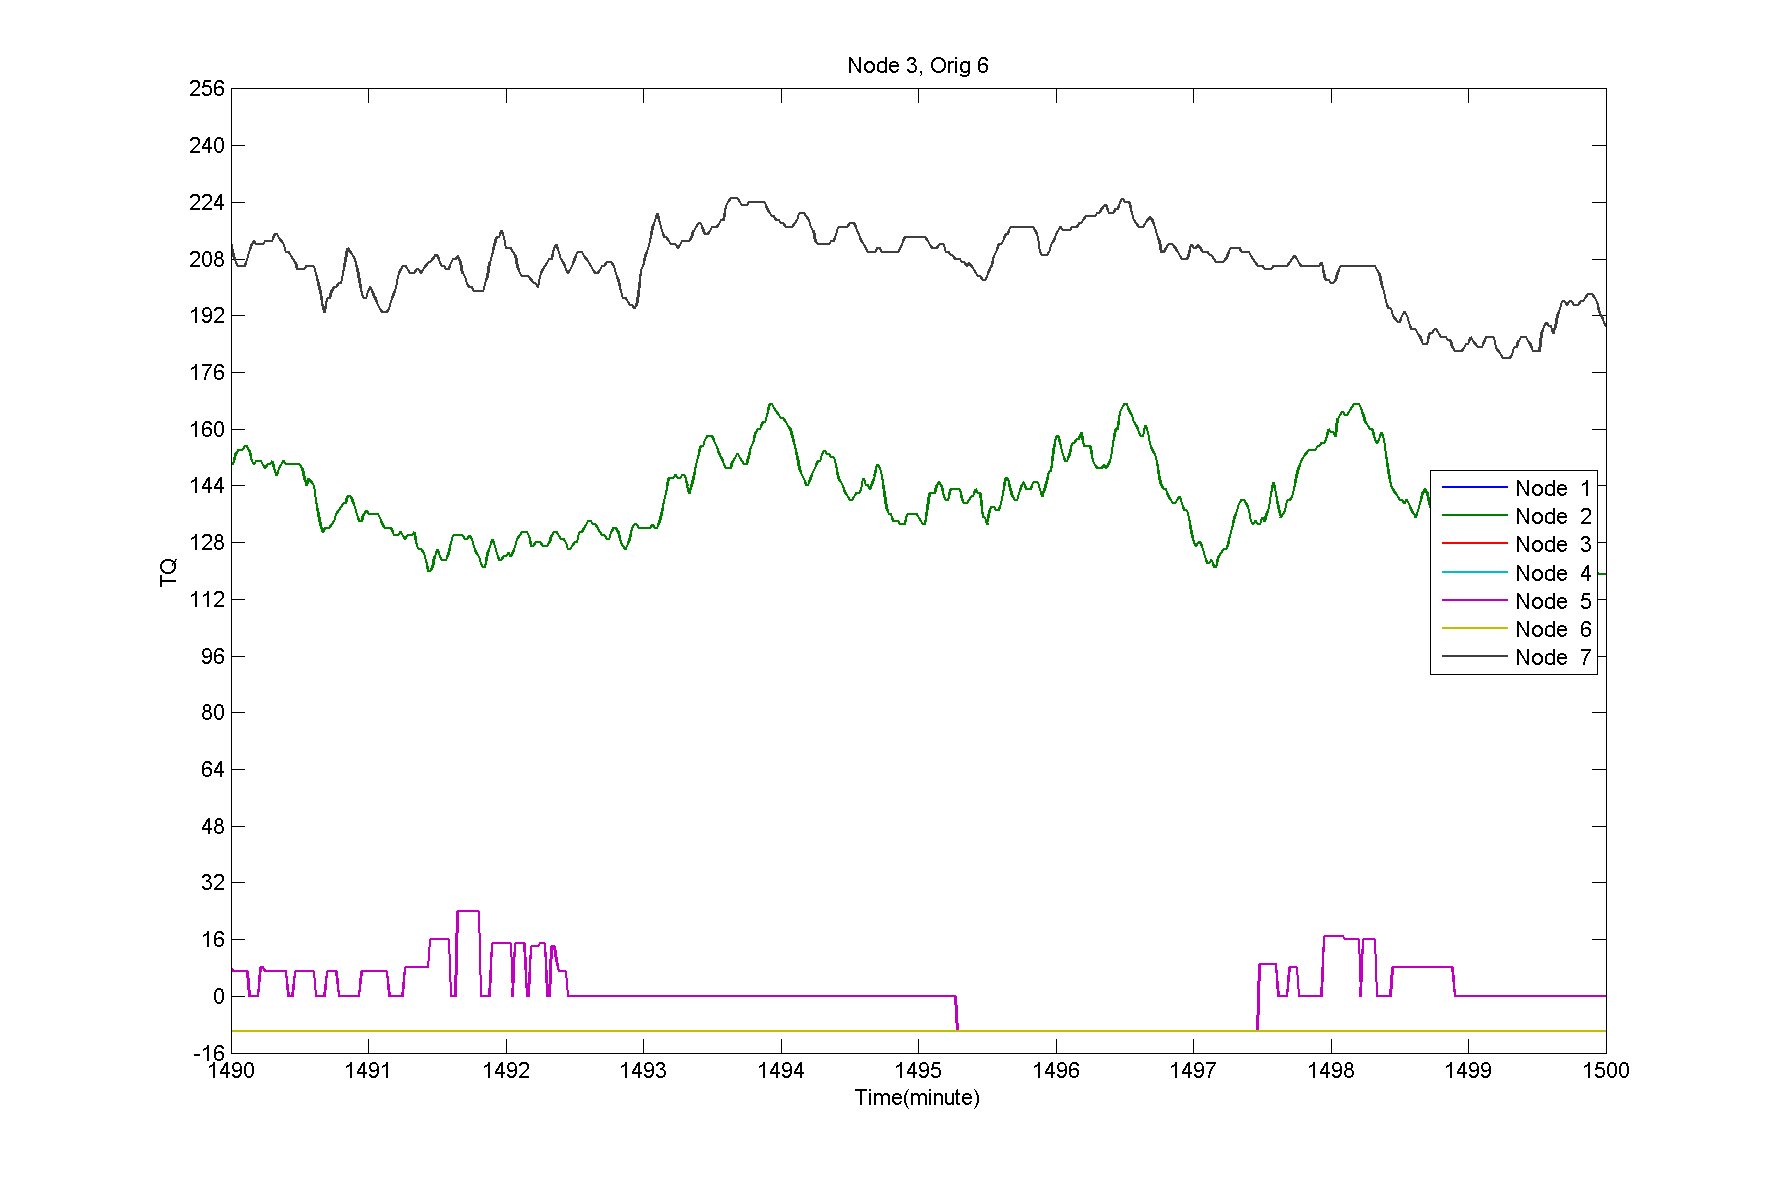 Node 3, Orig 6
256
240
224
208
192
176
160
144
128
112
96
80
64
48
32
16
0
-16
TQ
Node 1
Node 2
Node 3
Node 4
Node 5
Node 6
Node 7
1490 1491 1492 1493 1494 1495 1496 1497 1498 1499 1500
Time(minute)